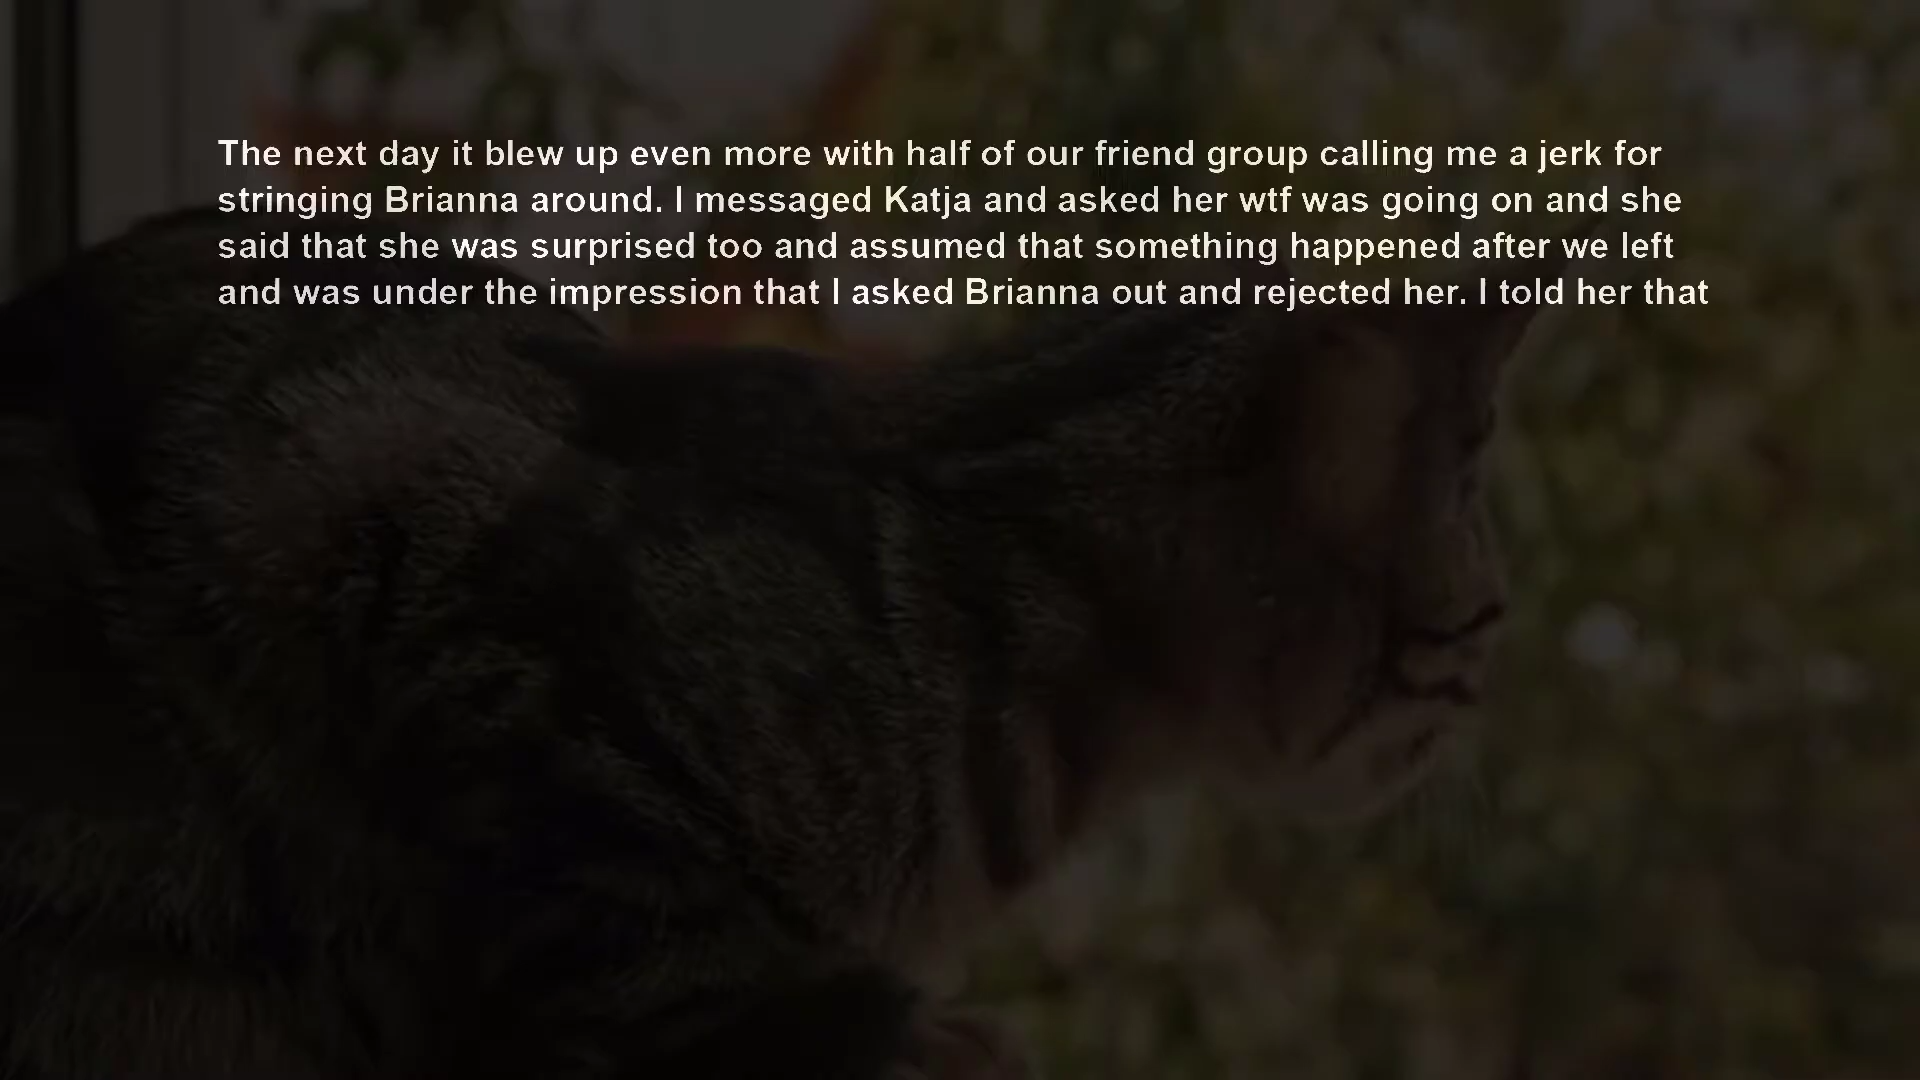 The next day it blew up even more with half of our friend group calling me a jerk for
stringing Brianna around. I messaged Katja and asked her wtf was going on and she
said that she was surprised too and assumed that something happened after we left
and was under the impression that I asked Brianna out and rejected her. I told her that